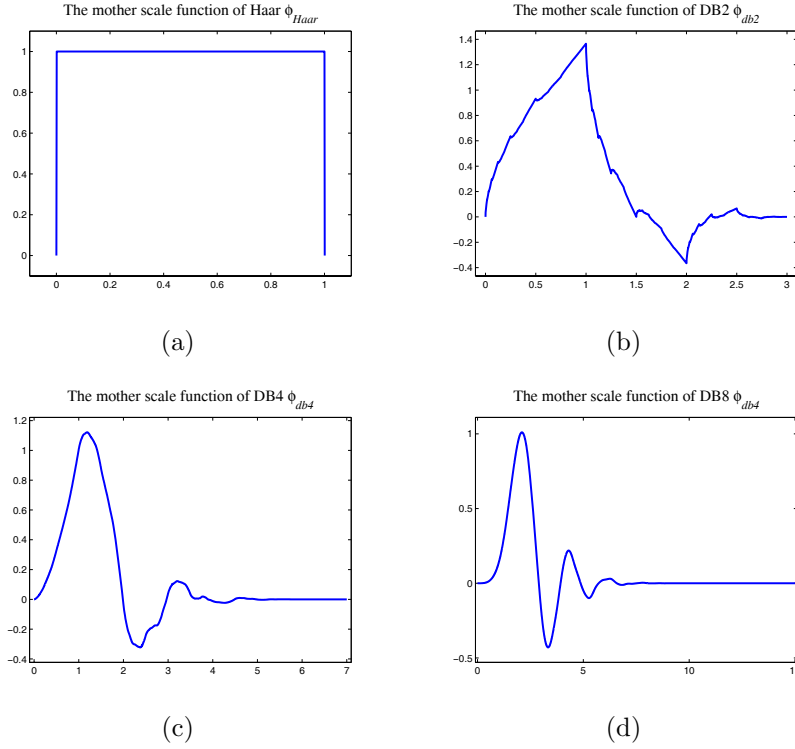 The mother scale function of Haar ϕ_Haar
1
0.8
0.6
0.4
0.2
0
0 0.2 0.4 0.6 0.8 1
(a)
The mother scale function of DB2 ϕ_db2
1.4
1.2
1
0.8
0.6
0.4
0.2
0
−0.2
−0.4
0 0.5 1 1.5 2 2.5 3
(b)
The mother scale function of DB4 ϕ_db4
1.2
1
0.8
0.6
0.4
0.2
0
−0.2
−0.4
0 1 2 3 4 5 6 7
(c)
The mother scale function of DB8 ϕ_db4
1
0.5
0
−0.5
0 5 10 15
(d)